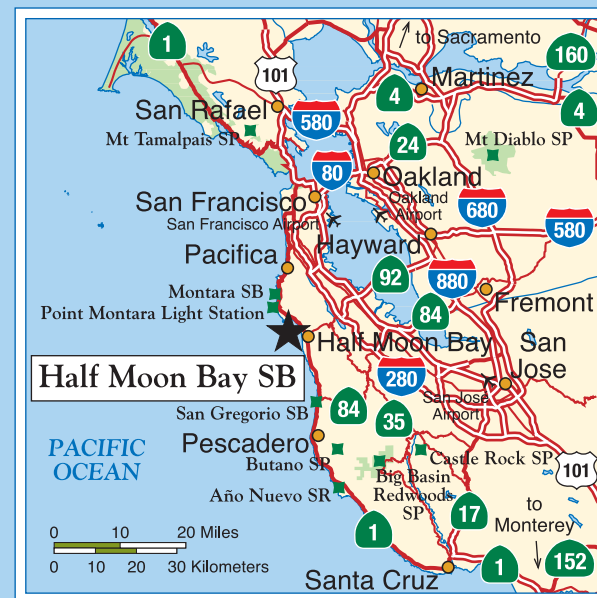 1
to Sacramento
160
101
Martinez
4
San Rafael
580
4
Mt Tamalpais SP
24
Mt Diablo SP
80
Oakland
San Francisco
Oakland
Airport
680
San Francisco Airport
580
Hayward
Pacifica
92
880
Montara SB
Fremont
Point Montara Light Station
84
Half Moon Bay
San
Jose
Half Moon Bay SB
280
San Jose
Airport
San Gregorio SB
84
35
PACIFIC
OCEAN
Pescadero
Butano SP
Castle Rock SP
101
Big Basin
Redwoods
SP
Año Nuevo SR
17
to
Monterey
1
0 10 20 Miles
0 10 20 30 Kilometers
Santa Cruz
1
152